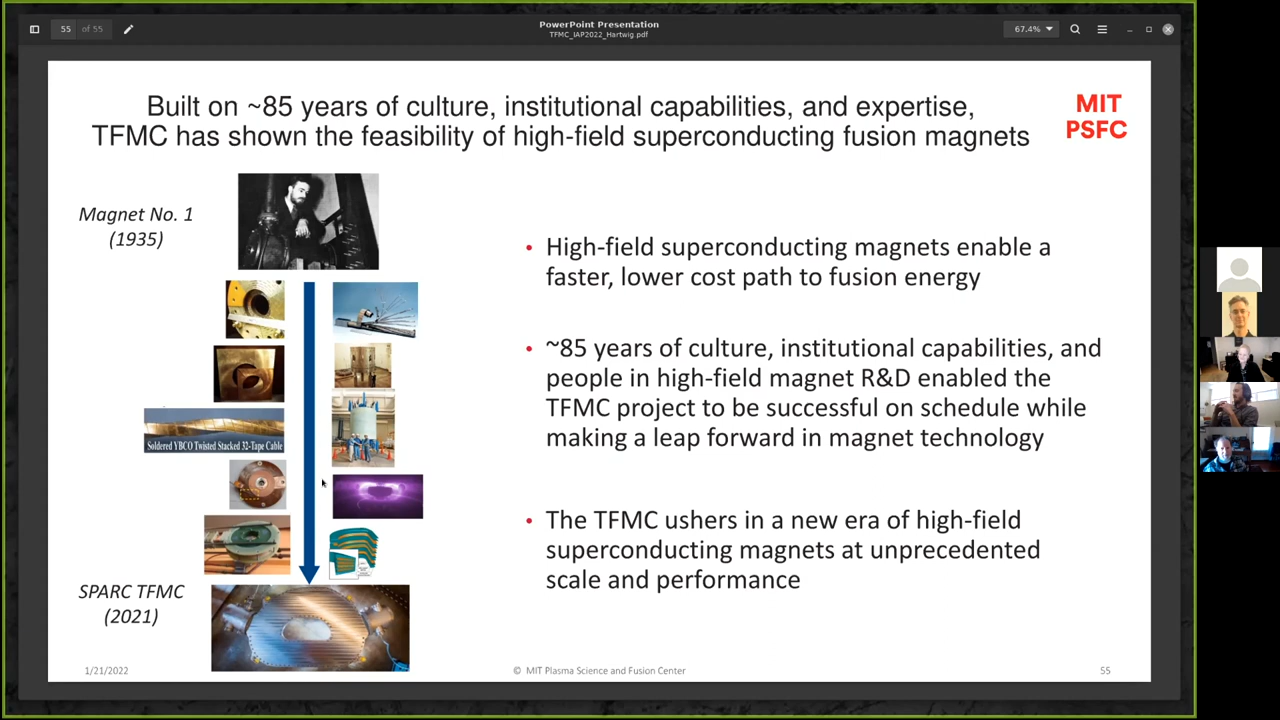 55 of 55
PowerPoint Presentation
TFMC_IAP2022_Hartwig.pdf
67.4%
Built on ~85 years of culture, institutional capabilities, and expertise,
TFMC has shown the feasibility of high-field superconducting fusion magnets
MIT
PSFC
Magnet No. 1
(1935)
Soldered YBCO Twisted Stacked 32-Tape Cable
SPARC TFMC
(2021)
• High-field superconducting magnets enable a
faster, lower cost path to fusion energy
• ~85 years of culture, institutional capabilities, and
people in high-field magnet R&D enabled the
TFMC project to be successful on schedule while
making a leap forward in magnet technology
• The TFMC ushers in a new era of high-field
superconducting magnets at unprecedented
scale and performance
1/21/2022
© MIT Plasma Science and Fusion Center
55